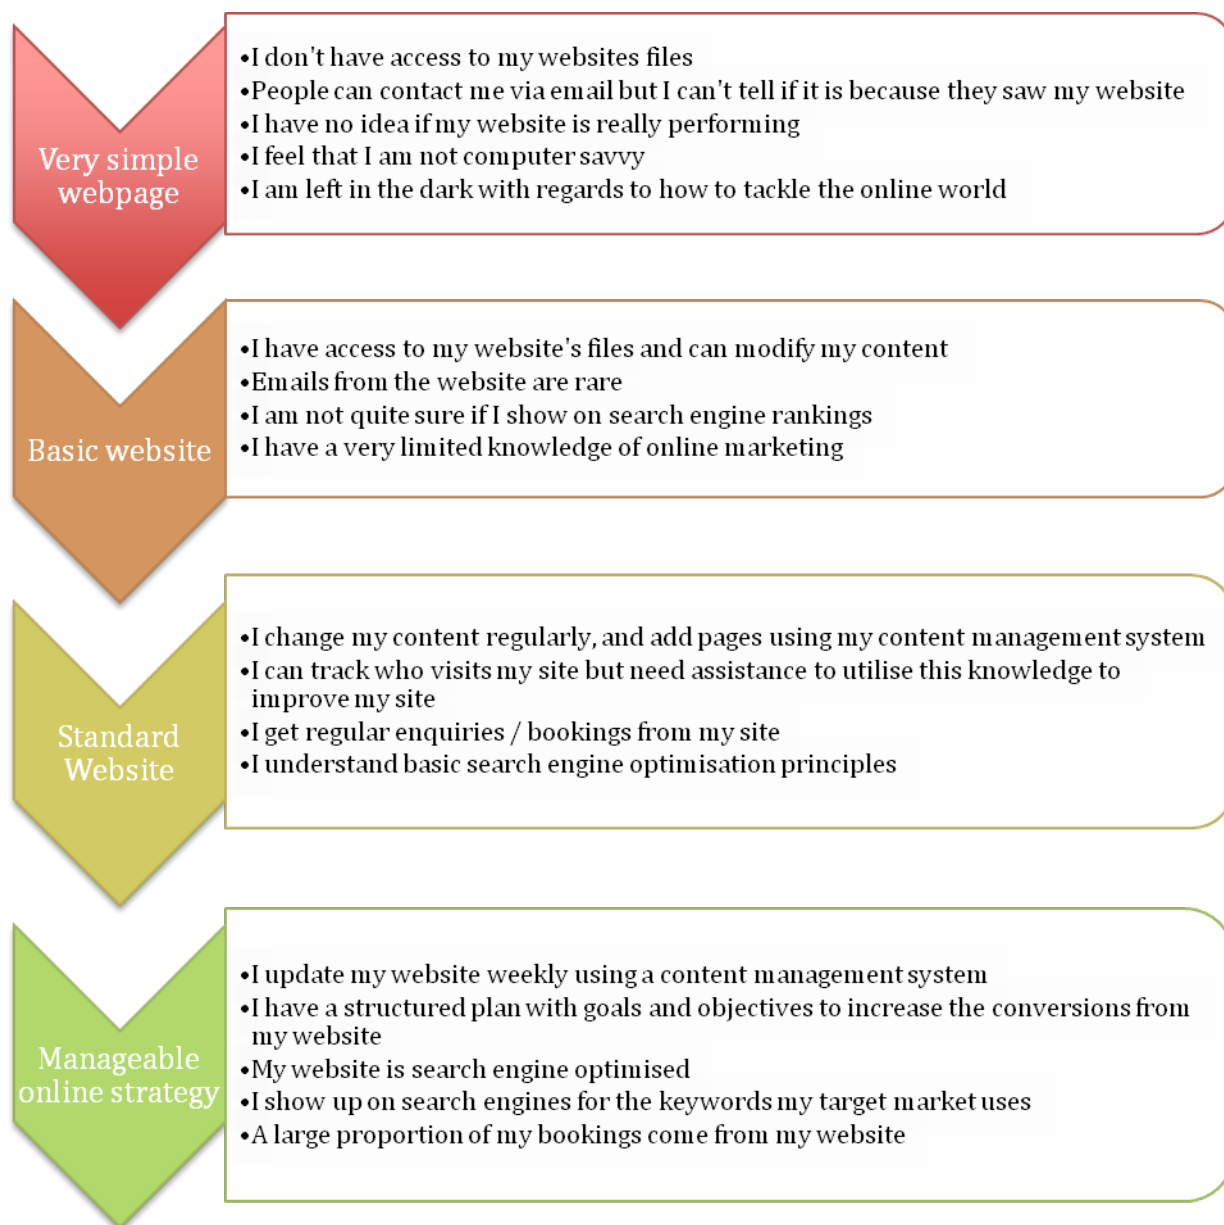 Very simple
webpage
•I don't have access to my websites files
•People can contact me via email but I can't tell if it is because they saw my website
•I have no idea if my website is really performing
•I feel that I am not computer savvy
•I am left in the dark with regards to how to tackle the online world
Basic website
•I have access to my website's files and can modify my content
•Emails from the website are rare
•I am not quite sure if I show on search engine rankings
•I have a very limited knowledge of online marketing
Standard
Website
•I change my content regularly, and add pages using my content management system
•I can track who visits my site but need assistance to utilise this knowledge to
improve my site
•I get regular enquiries / bookings from my site
•I understand basic search engine optimisation principles
Manageable
online strategy
•I update my website weekly using a content management system
•I have a structured plan with goals and objectives to increase the conversions from
my website
•My website is search engine optimised
•I show up on search engines for the keywords my target market uses
•A large proportion of my bookings come from my website